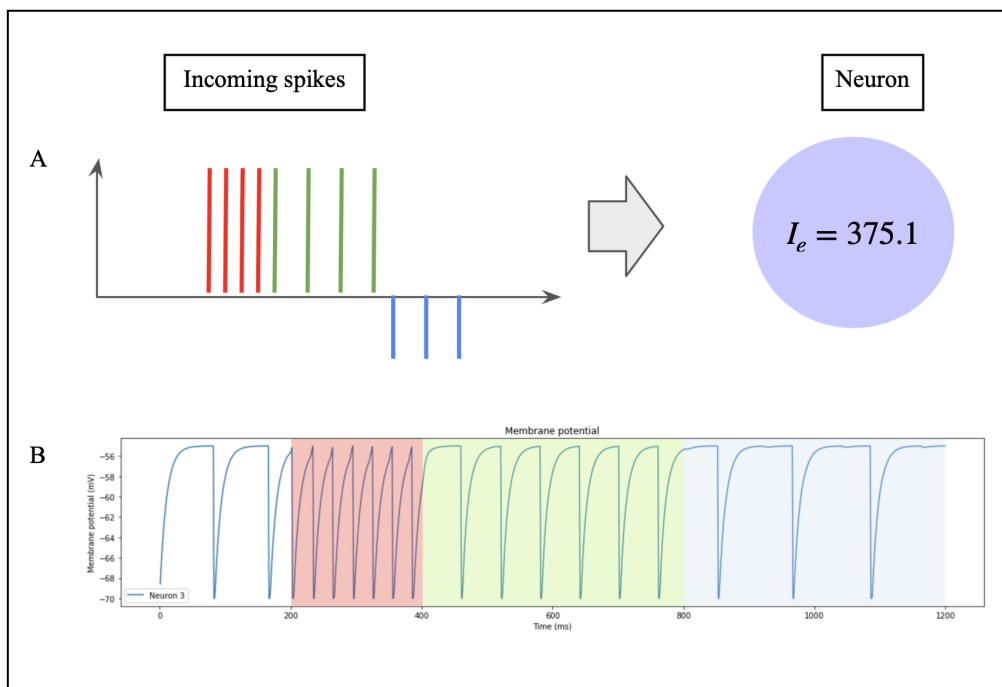 Incoming spikes
Neuron
A
I_e = 375.1
B
Membrane potential
Membrane potential (mV)
−56
−58
−60
−62
−64
−66
−68
−70
Neuron 3
0
200
400
600
800
1000
1200
Time (ms)